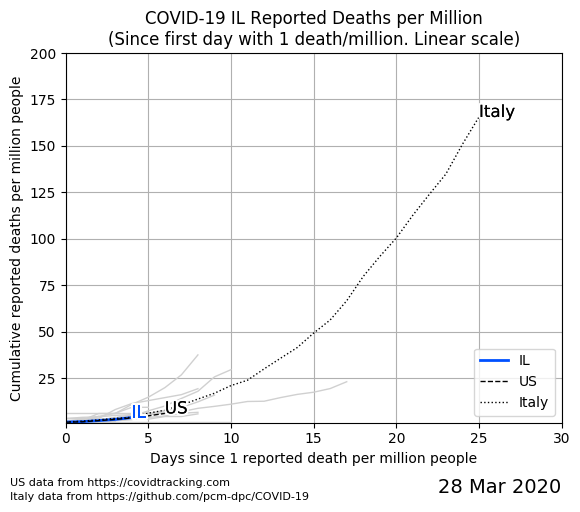 COVID-19 IL Reported Deaths per Million
(Since first day with 1 death/million. Linear scale)
Cumulative reported deaths per million people
200
175
150
125
100
75
50
25
Italy
IL
US
IL
US
Italy
0
5
10
15
20
25
30
Days since 1 reported death per million people
US data from https://covidtracking.com
Italy data from https://github.com/pcm-dpc/COVID-19
28 Mar 2020